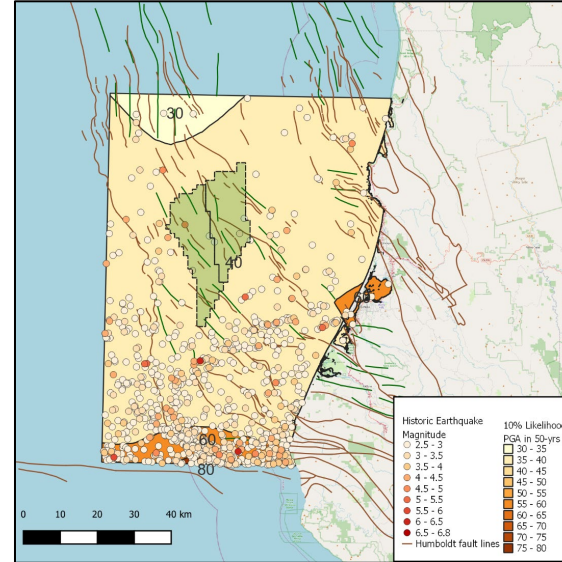 30
40
60
80
0 10 20 30 40 km
Historic Earthquake
Magnitude
2.5 - 3
3 - 3.5
3.5 - 4
4 - 4.5
4.5 - 5
5 - 5.5
5.5 - 6
6 - 6.5
6.5 - 6.8
Humboldt fault lines
10% Likelihood
PGA in 50-yrs
30 - 35
35 - 40
40 - 45
45 - 50
50 - 55
55 - 60
60 - 65
65 - 70
70 - 75
75 - 80